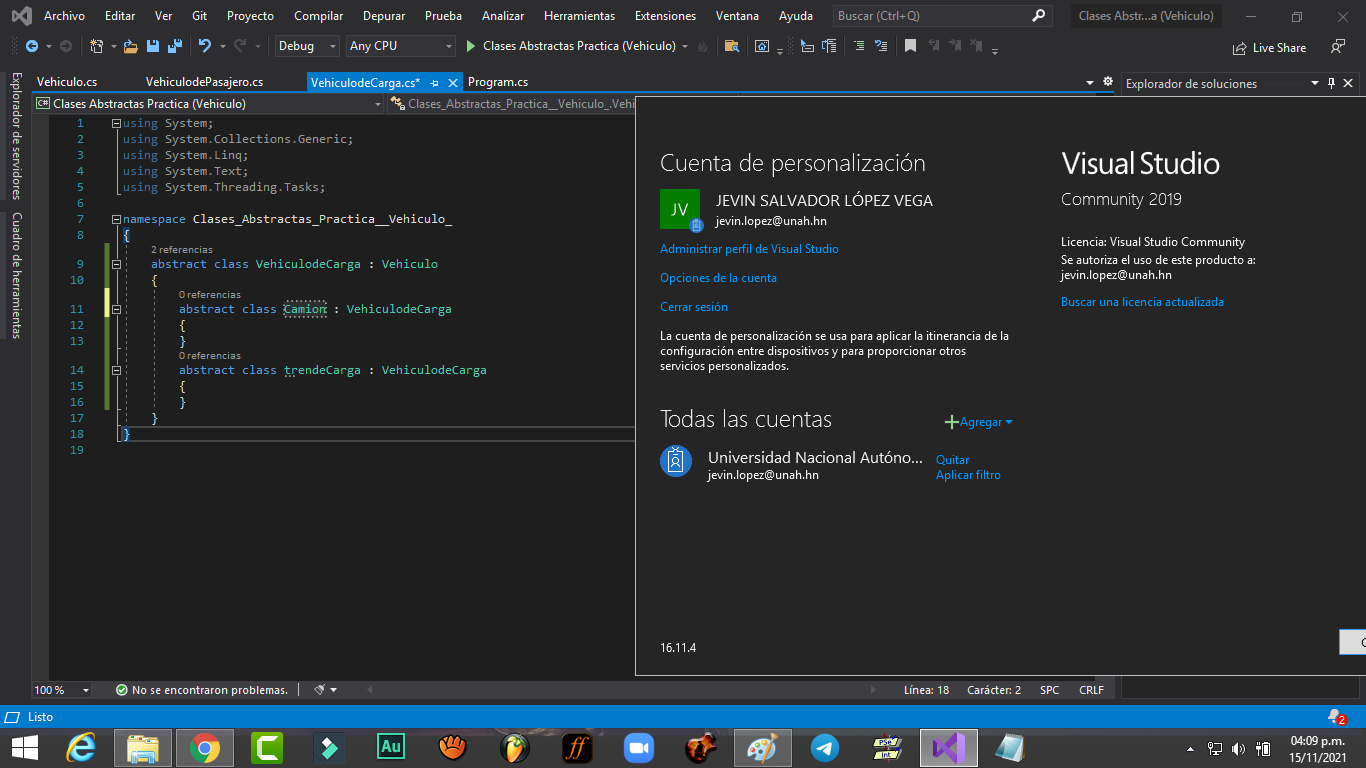 Archivo Editar Ver Git Proyecto Compilar Depurar Prueba Analizar Herramientas Extensiones Ventana Ayuda Buscar (Ctrl+Q) Clases Abstr...a (Vehiculo)
Debug Any CPU Clases Abstractas Practica (Vehiculo) Live Share
Vehiculo.cs VehiculodePasajero.cs VehiculodeCarga.cs* Program.cs Explorador de soluciones
Explorador de servidores
Cuadro de herramientas
C# Clases Abstractas Practica (Vehiculo) Clases_Abstractas_Practica__Vehiculo_.Vehi
1 using System;
2 using System.Collections.Generic;
3 using System.Linq;
4 using System.Text;
5 using System.Threading.Tasks;
6
7 namespace Clases_Abstractas_Practica__Vehiculo_
8 {
2 referencias
9 abstract class VehiculodeCarga : Vehiculo
10 {
0 referencias
11 abstract class Camion : VehiculodeCarga
12 {
13 }
0 referencias
14 abstract class trendeCarga : VehiculodeCarga
15 {
16 }
17 }
18 }
19
Cuenta de personalización
JV
JEVIN SALVADOR LÓPEZ VEGA
jevin.lopez@unah.hn
Administrar perfil de Visual Studio
Opciones de la cuenta
Cerrar sesión
La cuenta de personalización se usa para aplicar la itinerancia de la
configuración entre dispositivos y para proporcionar otros
servicios personalizados.
Todas las cuentas Agregar
Universidad Nacional Autóno... Quitar
jevin.lopez@unah.hn Aplicar filtro
16.11.4
Visual Studio
Community 2019
Licencia: Visual Studio Community
Se autoriza el uso de este producto a:
jevin.lopez@unah.hn
Buscar una licencia actualizada
100 % No se encontraron problemas. Línea: 18 Carácter: 2 SPC CRLF
Listo 2
Au ff PSe Int 04:09 p.m.
15/11/2021